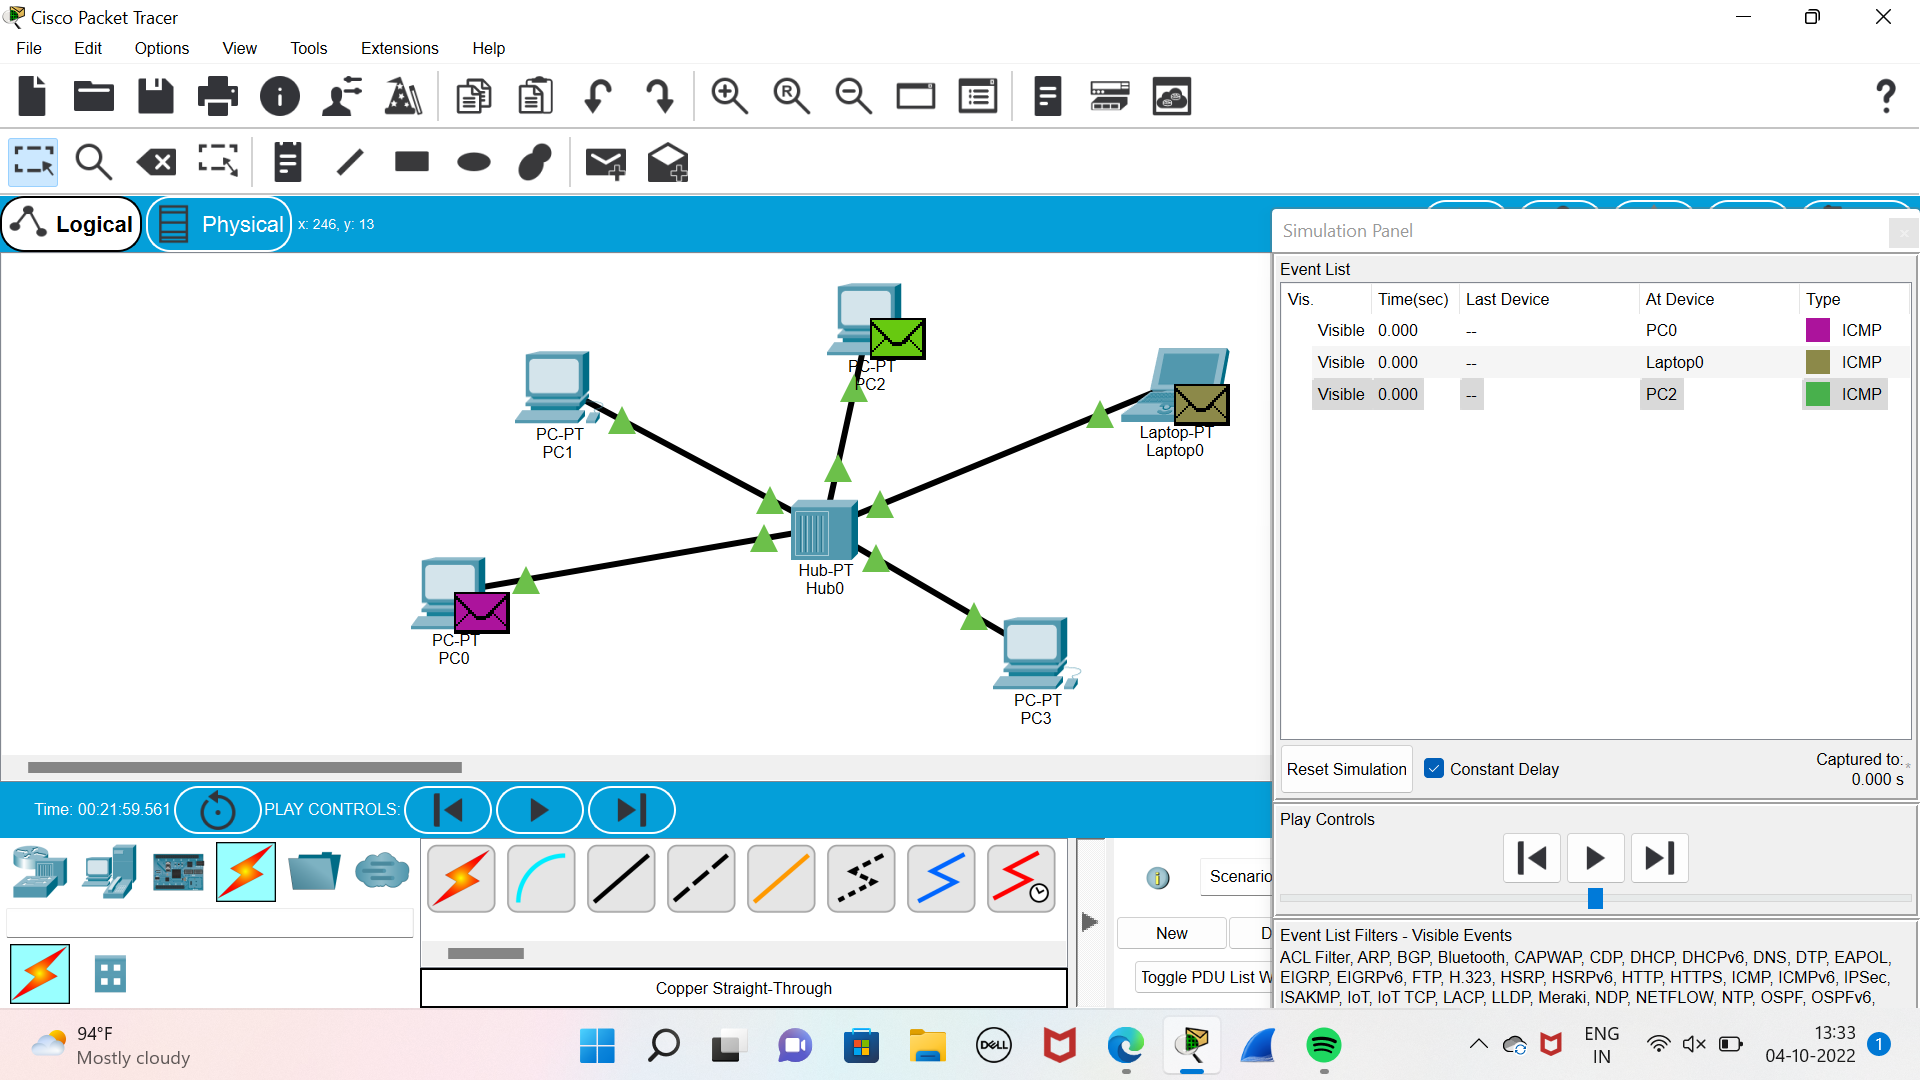 Cisco Packet Tracer
File Edit Options View Tools Extensions Help
Logical Physical x: 246, y: 13
Simulation Panel
Event List
Vis. Time(sec) Last Device At Device Type
Visible 0.000 -- PC0 ICMP
Visible 0.000 -- Laptop0 ICMP
Visible 0.000 -- PC2 ICMP
PC-PT
PC2
PC-PT
PC1
Laptop-PT
Laptop0
Hub-PT
Hub0
PC-PT
PC0
PC-PT
PC3
Reset Simulation Constant Delay Captured to:*
0.000 s
Time: 00:21:59.561 PLAY CONTROLS:
Play Controls
Scenario
New D
Toggle PDU List W
Copper Straight-Through
Event List Filters - Visible Events
ACL Filter, ARP, BGP, Bluetooth, CAPWAP, CDP, DHCP, DHCPv6, DNS, DTP, EAPOL,
EIGRP, EIGRPv6, FTP, H.323, HSRP, HSRPv6, HTTP, HTTPS, ICMP, ICMPv6, IPSec,
ISAKMP, IoT, IoT TCP, LACP, LLDP, Meraki, NDP, NETFLOW, NTP, OSPF, OSPFv6,
94°F
Mostly cloudy
DELL
ENG
IN
13:33
04-10-2022
1